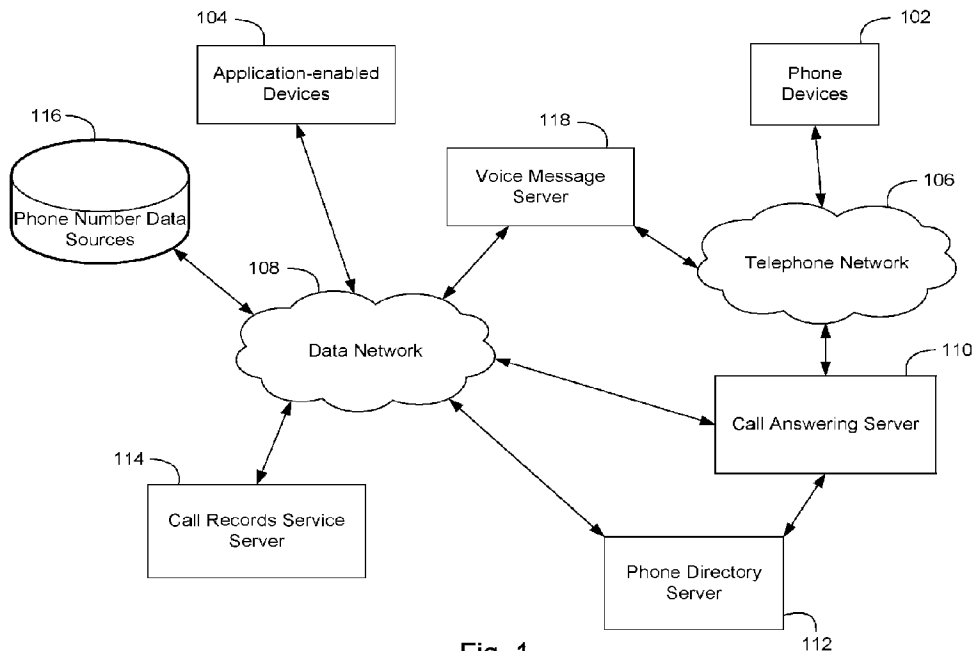 104
102
Application-enabled
Devices
Phone
Devices
116
118
Voice Message
Server
106
Phone Number Data
Sources
108
Telephone Network
Data Network
110
Call Answering Server
114
Call Records Service
Server
Phone Directory
Server
112
Fig. 1